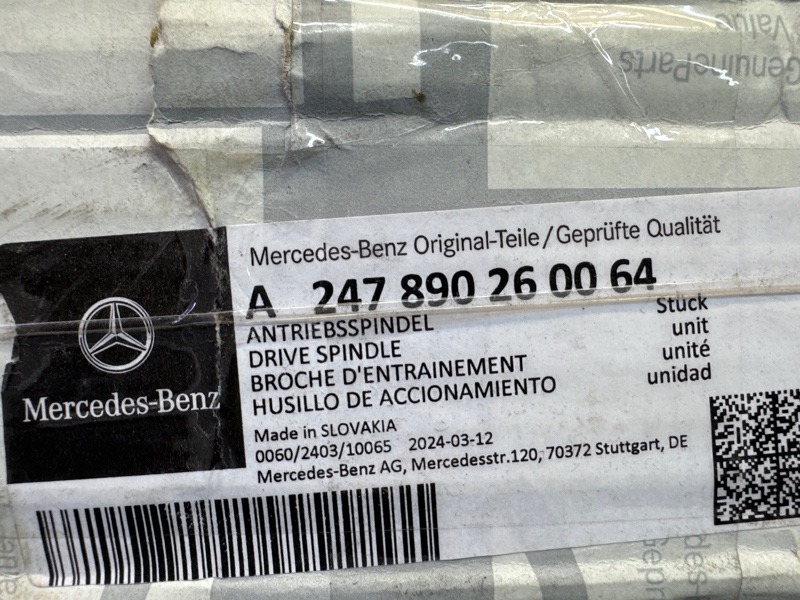 Value
GenuineParts
Mercedes-Benz Original-Teile/Geprüfte Qualität
A 247 890 26 00 64
Stück
ANTRIEBSSPINDEL
unit
DRIVE SPINDLE
unité
BROCHE D'ENTRAINEMENT
unidad
HUSILLO DE ACCIONAMIENTO
Mercedes-Benz
Made in SLOVAKIA
0060/2403/10065 2024-03-12
Mercedes-Benz AG, Mercedesstr.120, 70372 Stuttgart, DE